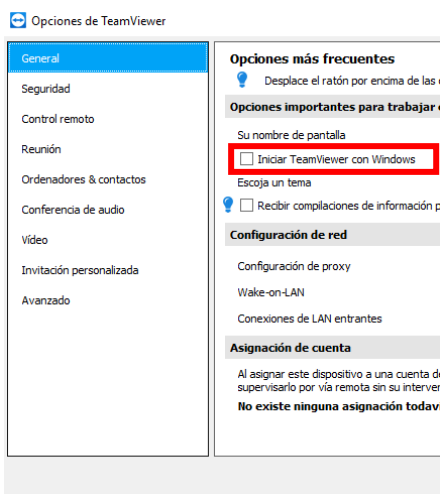 Opciones de TeamViewer
General
Seguridad
Control remoto
Reunión
Ordenadores & contactos
Conferencia de audio
Vídeo
Invitación personalizada
Avanzado
Opciones más frecuentes
Desplace el ratón por encima de las
Opciones importantes para trabajar
Su nombre de pantalla
Iniciar TeamViewer con Windows
Escoja un tema
Recibir compilaciones de información
Configuración de red
Configuración de proxy
Wake-on-LAN
Conexiones de LAN entrantes
Asignación de cuenta
Al asignar este dispositivo a una cuenta
supervisarlo por vía remota sin su
No existe ninguna asignación